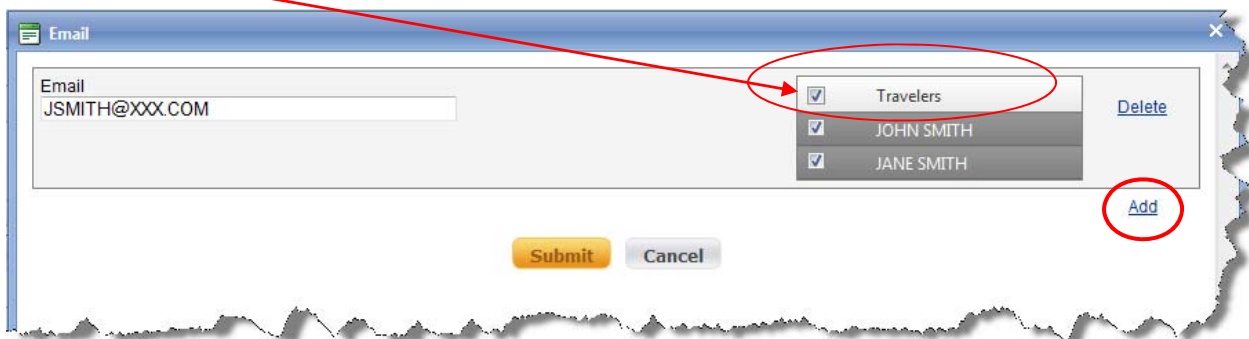 Email
Email
JSMITH@XXX.COM
Travelers
JOHN SMITH
JANE SMITH
Delete
Add
Submit
Cancel